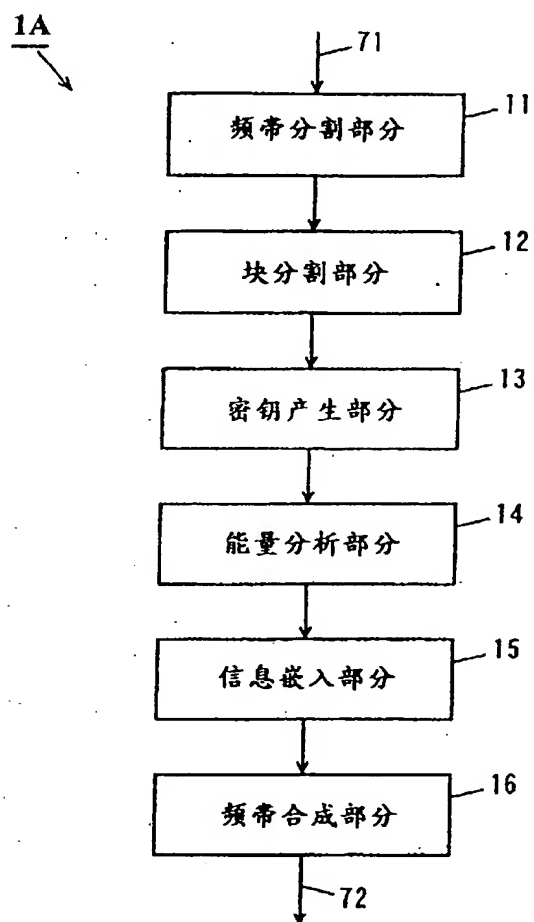 1A
71
11
频带分割部分
12
块分割部分
13
密钥产生部分
14
能量分析部分
15
信息嵌入部分
16
频带合成部分
72